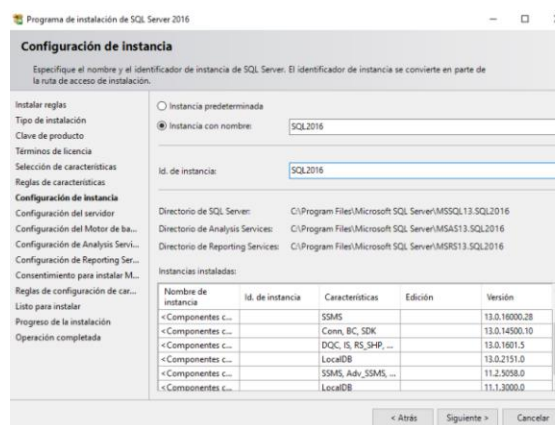 Programa de instalación de SQL Server 2016
Configuración de instancia
Especifique el nombre y el identificador de instancia de SQL Server. El identificador de instancia se convierte en parte de
la ruta de acceso de instalación.
Instalar reglas
Tipo de instalación
Clave de producto
Términos de licencia
Selección de características
Reglas de características
Configuración de instancia
Configuración del servidor
Configuración del Motor de ba...
Configuración de Analysis Servi...
Configuración de Reporting Ser...
Consentimiento para instalar M...
Reglas de configuración de car...
Listo para instalar
Progreso de la instalación
Operación completada
Instancia predeterminada
Instancia con nombre: SQL2016
Id. de instancia: SQL2016
Directorio de SQL Server: C:\Program Files\Microsoft SQL Server\MSSQL13.SQL2016
Directorio de Analysis Services: C:\Program Files\Microsoft SQL Server\MSAS13.SQL2016
Directorio de Reporting Services: C:\Program Files\Microsoft SQL Server\MSRS13.SQL2016
Instancias instaladas:
Nombre de instancia Id. de instancia Características Edición Versión
<Componentes c... SSMS 13.0.16000.28
<Componentes c... Conn, BC, SDK 13.0.14500.10
<Componentes c... DQC, IS, RS_SHP, ... 13.0.1601.5
<Componentes c... LocalDB 13.0.2151.0
<Componentes c... SSMS, Adv_SSMS, ... 11.2.5058.0
<Componentes c... LocalDB 11.1.3000.0
< Atrás Siguiente > Cancelar